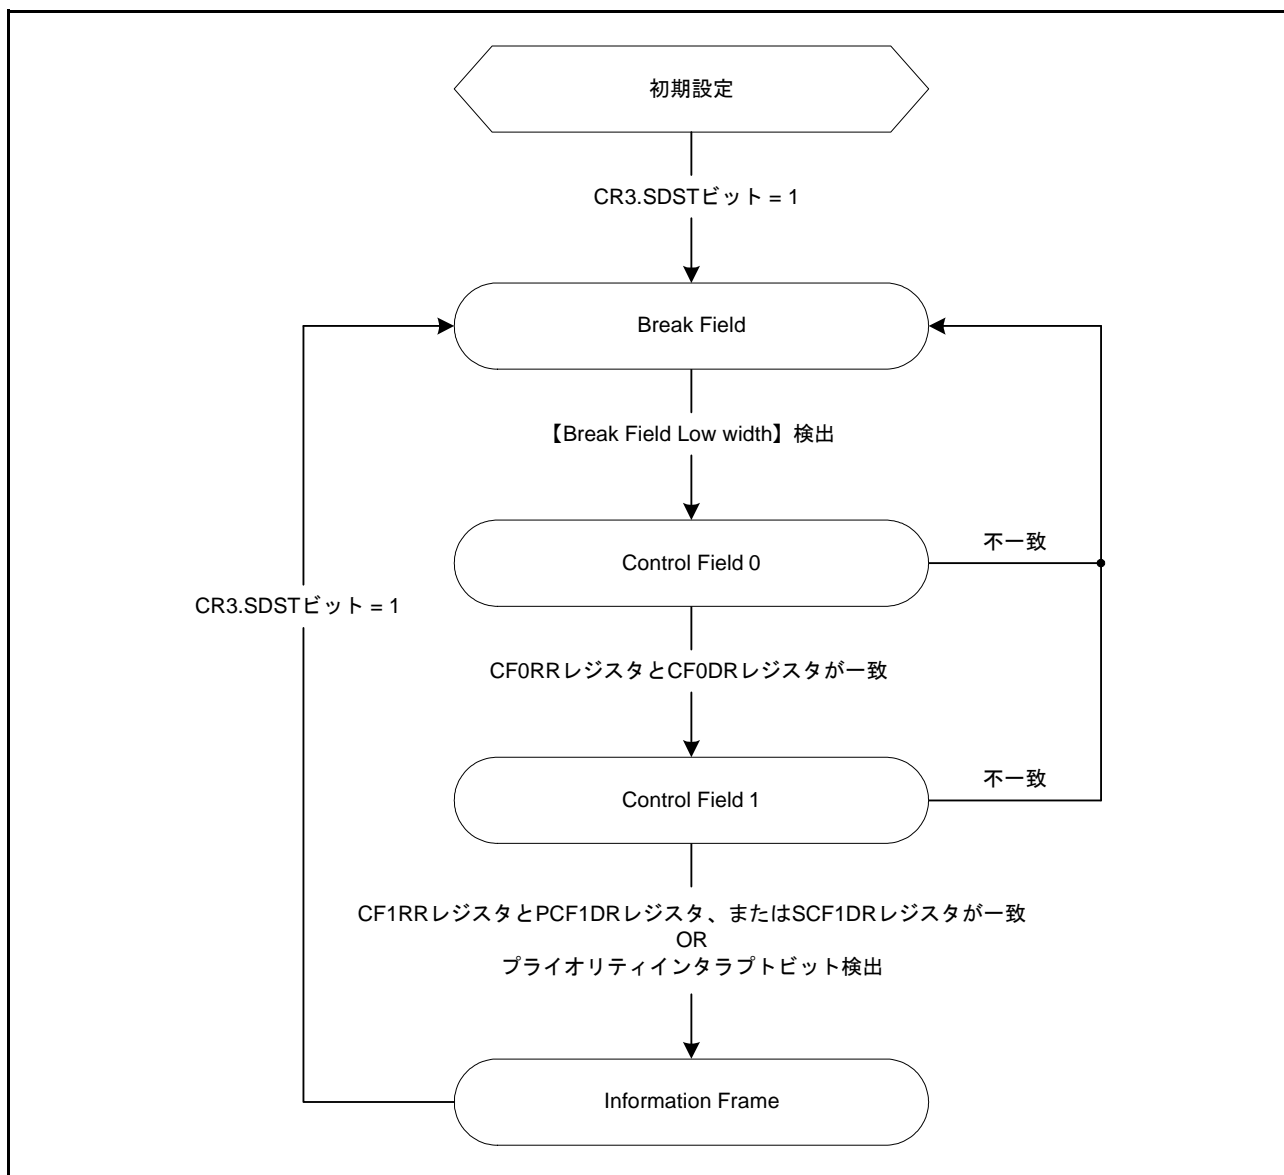 初期設定
CR3.SDSTビット = 1
Break Field
【Break Field Low width】検出
Control Field 0
不一致
CR3.SDSTビット = 1
CF0RRレジスタとCF0DRレジスタが一致
Control Field 1
不一致
CF1RRレジスタとPCF1DRレジスタ、またはSCF1DRレジスタが一致
OR
プライオリティインタラプトビット検出
Information Frame